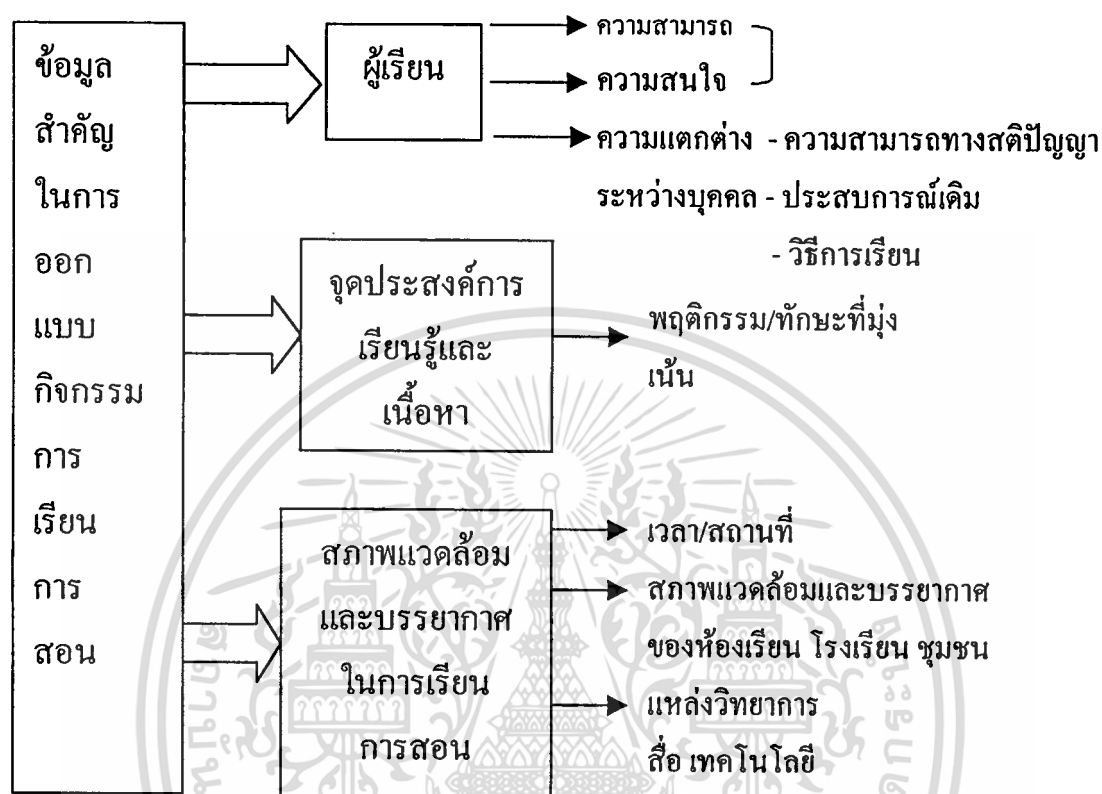 ข้อมูล
สำคัญ
ในการ
ออก
แบบ
กิจกรรม
การ
เรียน
การ
สอน
ผู้เรียน
ความสามารถ
ความสนใจ
ความแตกต่าง - ความสามารถทางสติปัญญา
ระหว่างบุคคล - ประสบการณ์เดิม
- วิธีการเรียน
จุดประสงค์การ
เรียนรู้และ
เนื้อหา
พฤติกรรม/ทักษะที่มุ่ง
เน้น
สภาพแวดล้อม
และบรรยากาศ
ในการเรียน
การสอน
เวลา/สถานที่
สภาพแวดล้อมและบรรยากาศ
ของห้องเรียน โรงเรียน ชุมชน
แหล่งวิทยาการ
สื่อ เทคโนโลยี